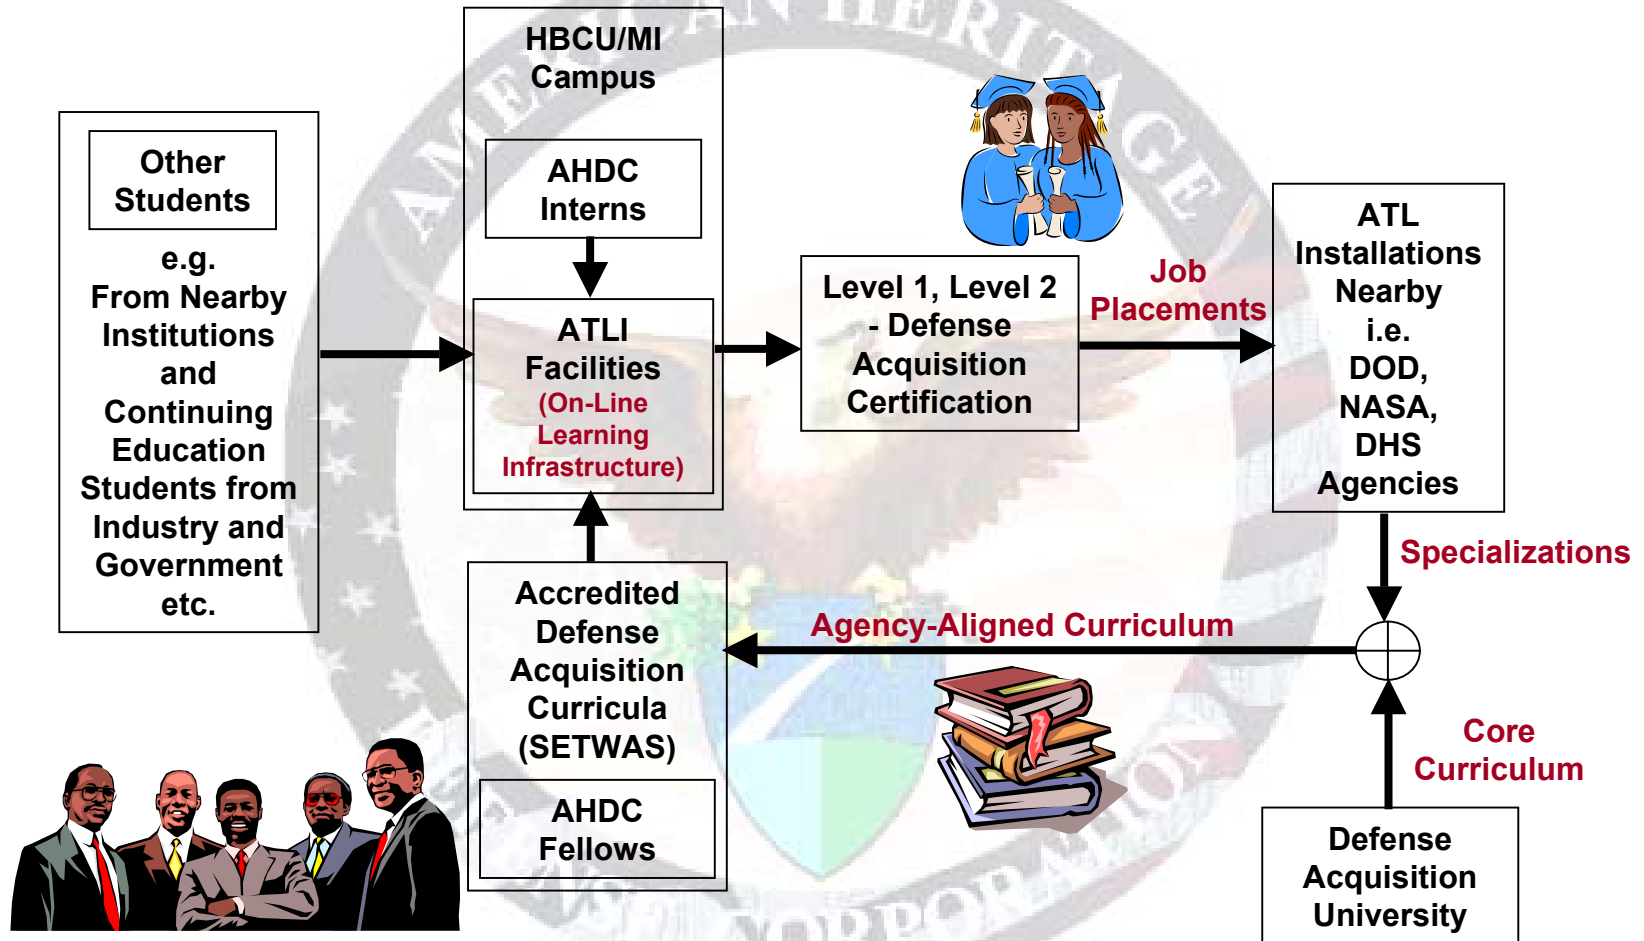 AMERICAN HERITAGE
HBCU/MI
Campus
Other
Students
e.g.
From Nearby
Institutions
and
Continuing
Education
Students from
Industry and
Government
etc.
AHDC
Interns
ATLI
Facilities
(On-Line
Learning
Infrastructure)
Level 1, Level 2
- Defense
Acquisition
Certification
Job
Placements
ATL
Installations
Nearby
i.e.
DOD,
NASA,
DHS
Agencies
Specializations
Agency-Aligned Curriculum
Accredited
Defense
Acquisition
Curricula
(SETWAS)
AHDC
Fellows
Core
Curriculum
Defense
Acquisition
University
CORPORATION